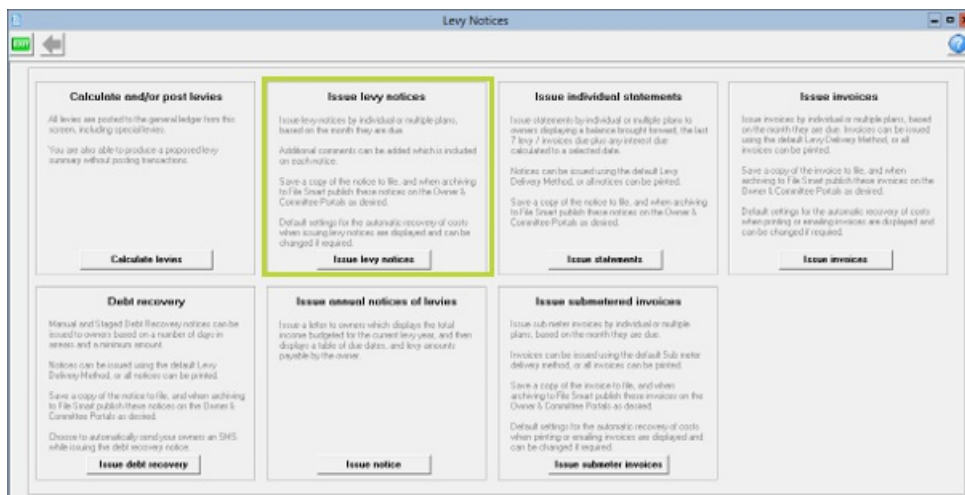 Levy Notices
EXIT
Calculate and/or post levies
All levies are posted to the general ledger from this
screen, including special levies.
You are also able to produce a proposed levy
summary without posting transactions.
Calculate levies
Issue levy notices
Issue levy notices by individual or multiple plans,
based on the month they are due.
Additional comments can be added which is included
on each notice.
Save a copy of the notice to file, and when archiving
to File Smart publish these notices on the Owner &
Committee Portals as desired.
Default settings for the automatic recovery of costs
when issuing levy notices are displayed and can be
changed if required.
Issue levy notices
Issue individual statements
Issue statements by individual or multiple plans to
owners displaying a balance brought forward, the last
7 levy / invoices due plus any interest due
calculated to a selected date.
Notices can be issued using the default Levy
Delivery Method, or all notices can be printed.
Save a copy of the notice to file, and when archiving
to File Smart publish these notices on the Owner &
Committee Portals as desired.
Issue statements
Issue invoices
Issue invoices by individual or multiple plans, based
on the month they are due. Invoices can be issued
using the default Levy Delivery Method, or all
invoices can be printed.
Save a copy of the invoice to file, and when
archiving to File Smart publish these invoices on the
Owner & Committee Portals as desired.
Default settings for the automatic recovery of costs
when printing or emailing invoices are displayed and
can be changed if required.
Issue invoices
Debt recovery
Manual and Staged Debt Recovery notices can be
issued to owners based on a number of days in
arrears and a minimum amount.
Notices can be issued using the default Levy
Delivery Method, or all notices can be printed.
Save a copy of the notice to file, and when archiving
to File Smart publish these notices on the Owner &
Committee Portals as desired.
Choose to automatically send your owners an SMS
while issuing the debt recovery notice.
Issue debt recovery
Issue annual notices of levies
Issue a letter to owners which displays the total
income budgeted for the current levy year, and then
displays a table of due dates, and levy amounts
payable by the owner.
Issue notice
Issue submetered invoices
Issue sub meter invoices by individual or multiple
plans, based on the month they are due.
Invoices can be issued using the default Sub meter
delivery method, or all invoices can be printed.
Save a copy of the invoice to file, and when
archiving to File Smart publish these invoices on the
Owner & Committee Portals as desired.
Default settings for the automatic recovery of costs
when printing or emailing invoices are displayed and
can be changed if required.
Issue submeter invoices